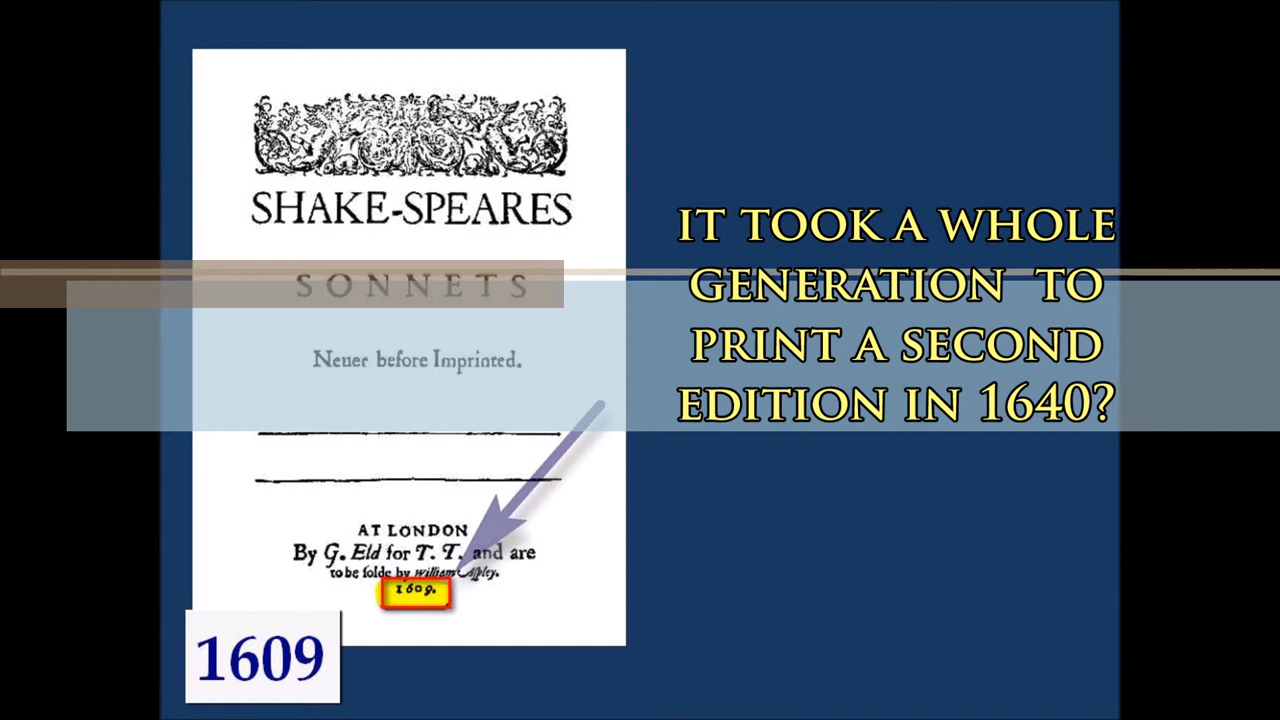 SHAKE-SPEARES
SONNETS
Neuer before Imprinted.
AT LONDON
By G. Eld for T. T. and are
to be solde by William Aspley.
1609.
1609
IT TOOK A WHOLE
GENERATION TO
PRINT A SECOND
EDITION IN 1640?